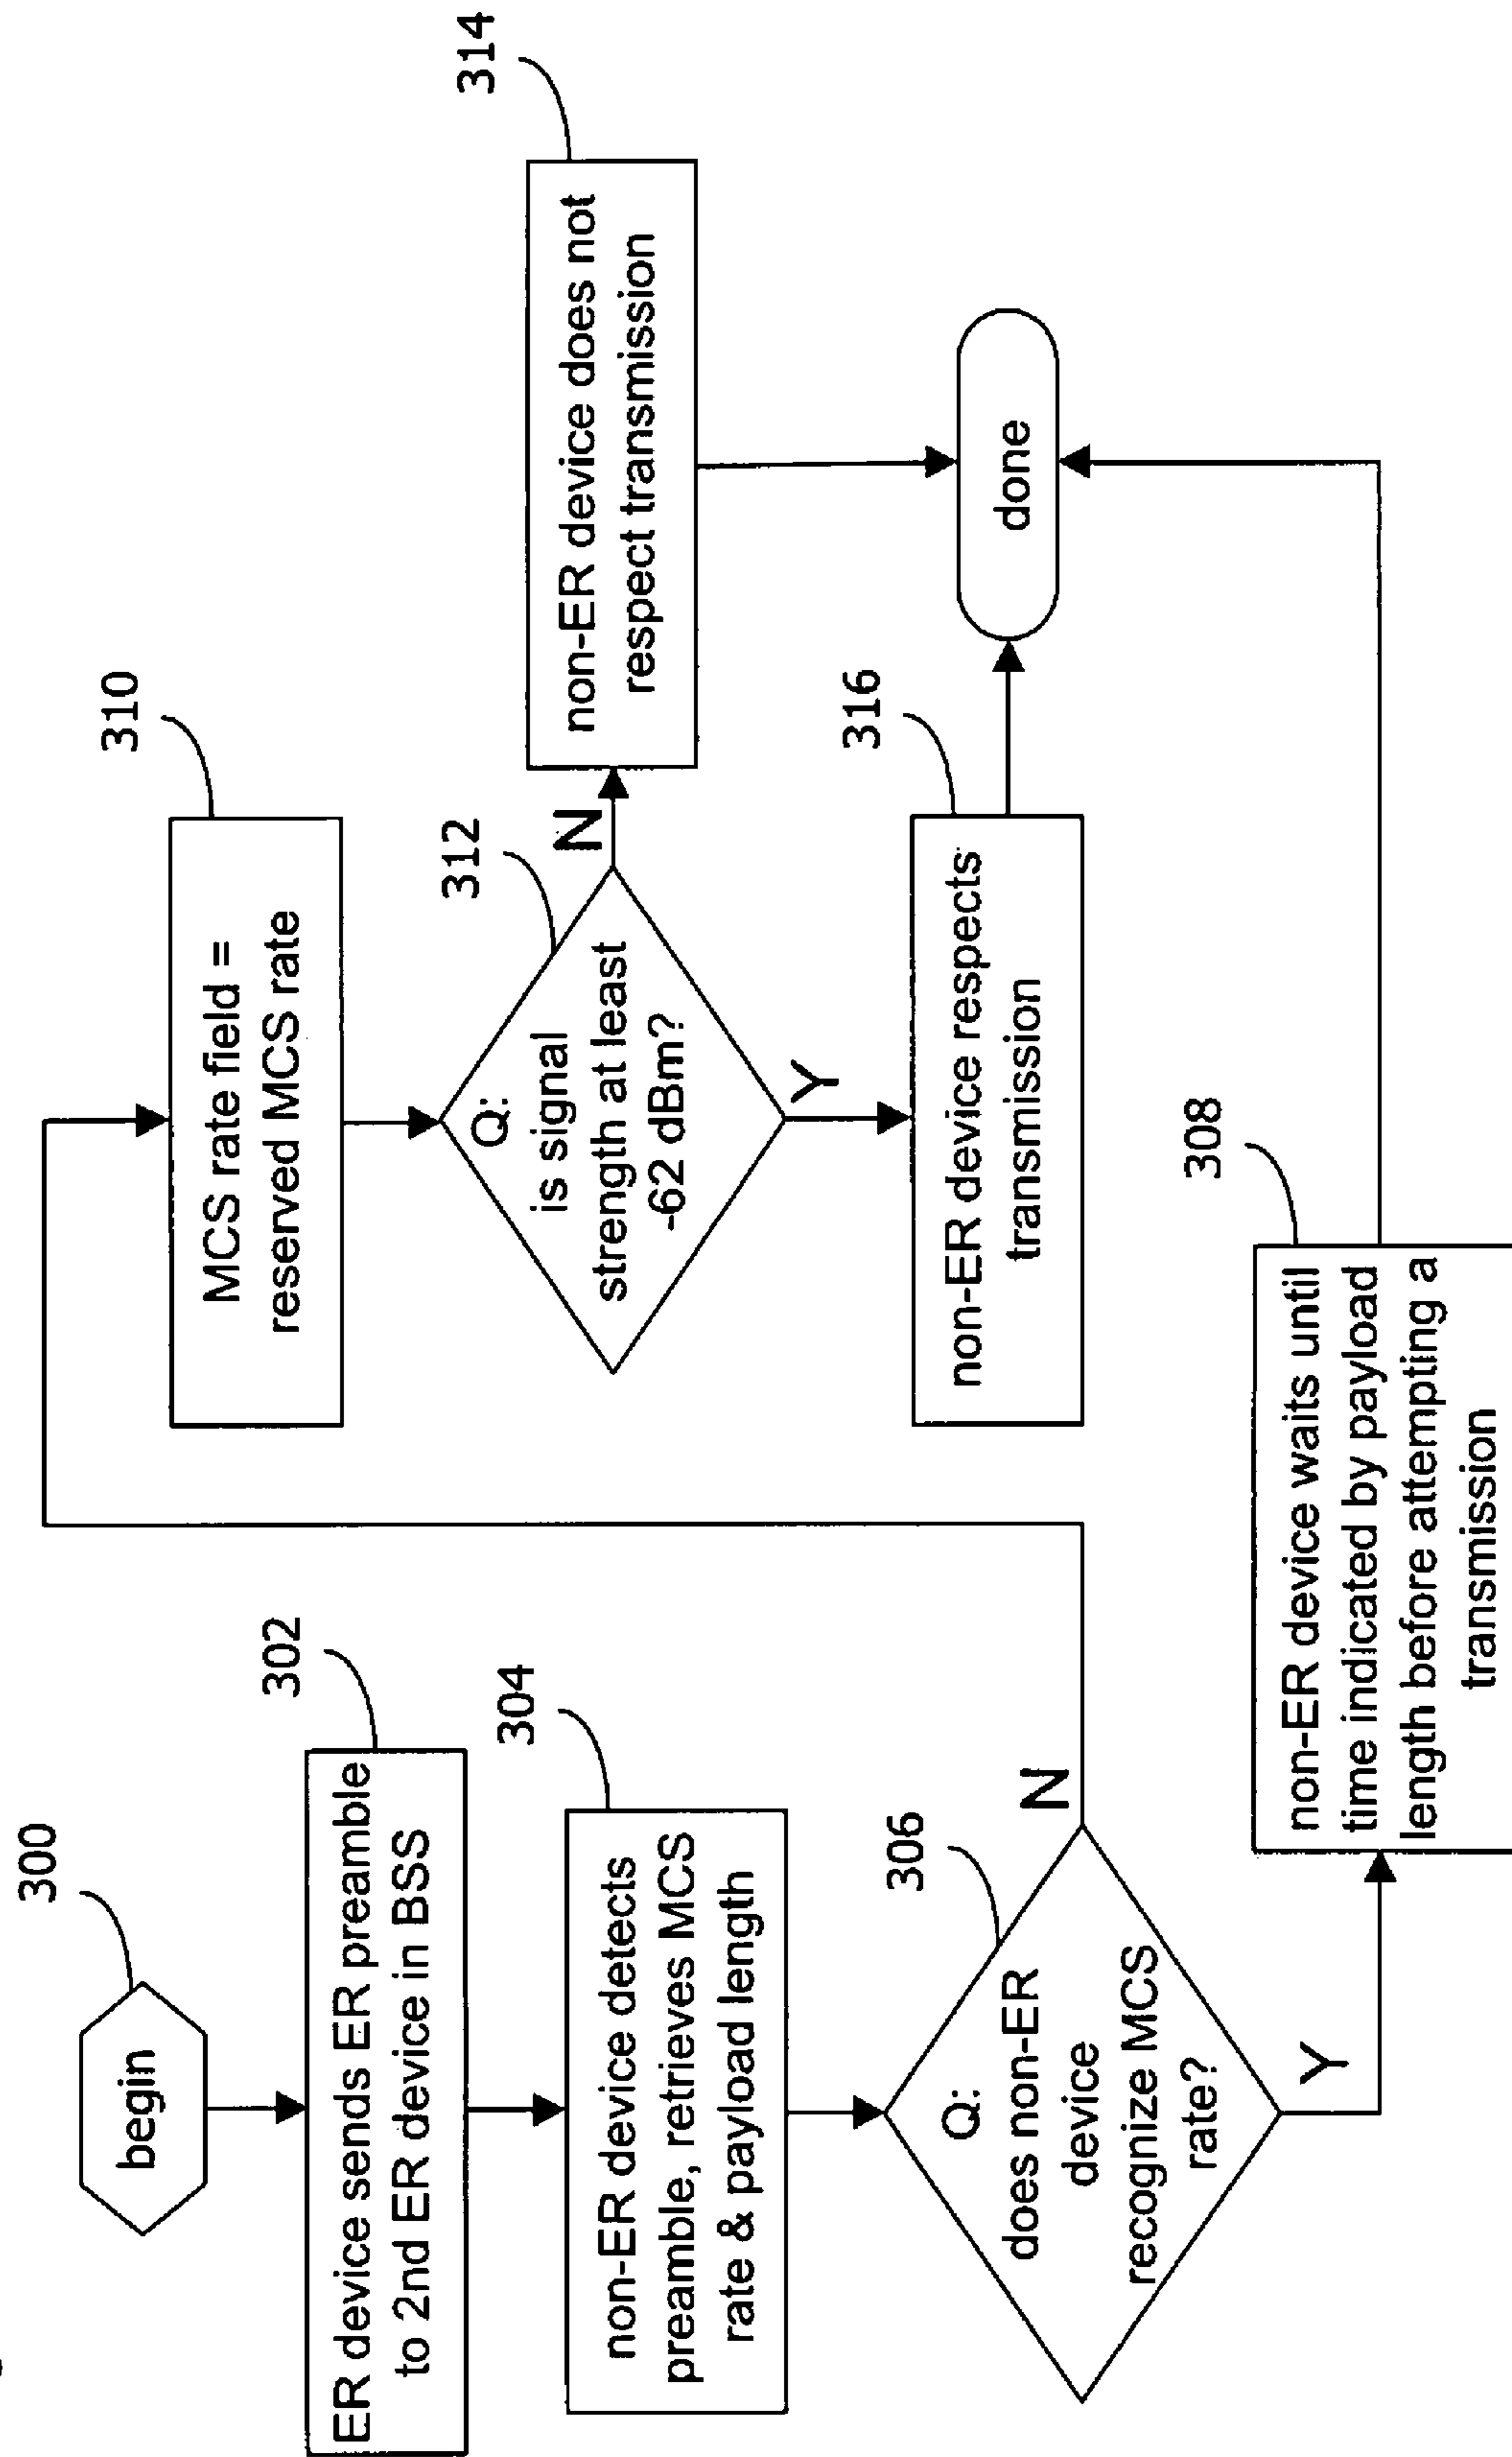 300
begin
302
ER device sends ER preamble
to 2nd ER device in BSS
304
non-ER device detects
preamble, retrieves MCS
rate & payload length
306
Q:
does non-ER
device
recognize MCS
rate?
N
Y
308
non-ER device waits until
time indicated by payload
length before attempting a
transmission
310
MCS rate field =
reserved MCS rate
312
Q:
is signal
strength at least
-62 dBm?
N
Y
314
non-ER device does not
respect transmission
316
non-ER device respects
transmission
done